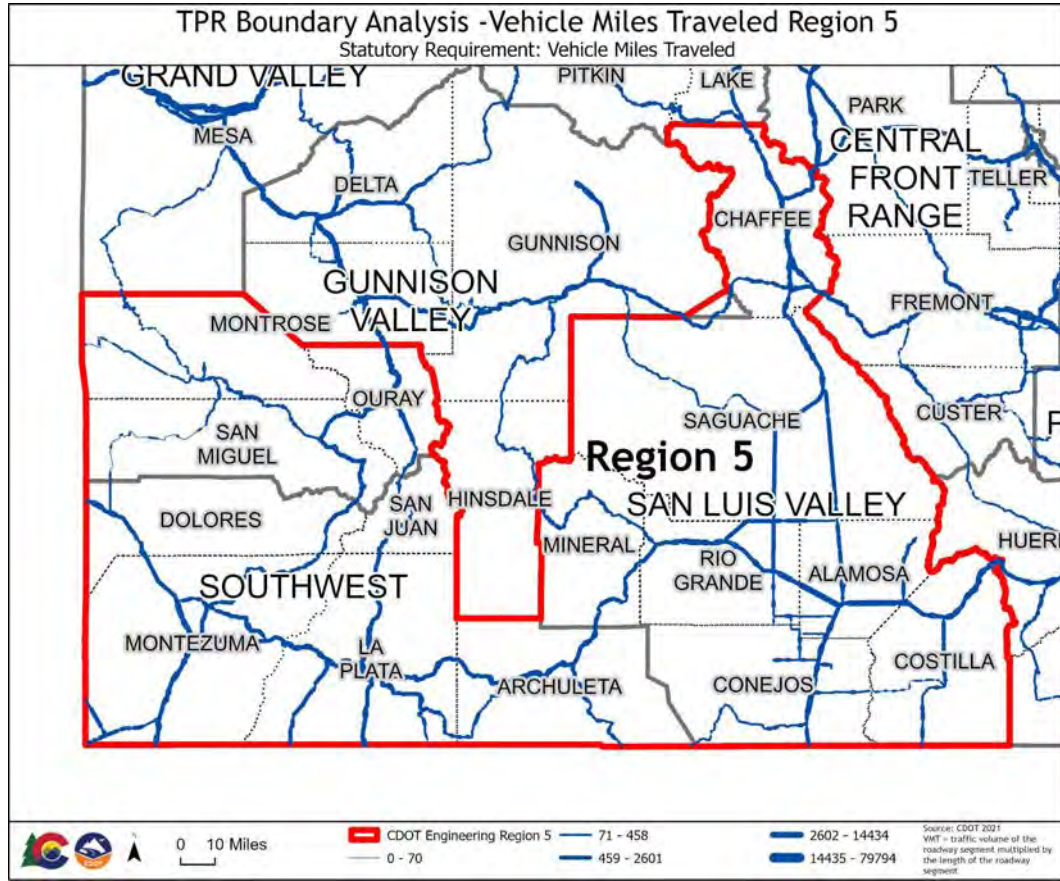 TPR Boundary Analysis -Vehicle Miles Traveled Region 5
Statutory Requirement: Vehicle Miles Traveled
GRAND VALLEY
PITKIN
LAKE
PARK
MESA
CENTRAL
FRONT
RANGE
TELLER
DELTA
CHAFFEE
GUNNISON
GUNNISON
VALLEY
MONTROSE
FREMONT
OURAY
SAGUACHE
CUSTER
SAN
MIGUEL
Region 5
SAN
JUAN
HINSDALE
SAN LUIS VALLEY
DOLORES
MINERAL
HUER
RIO
GRANDE
ALAMOSA
SOUTHWEST
MONTEZUMA
LA
PLATA
ARCHULETA
CONEJOS
COSTILLA
0 10 Miles
CDOT Engineering Region 5
0 - 70
71 - 458
459 - 2601
2602 - 14434
14435 - 79794
Source: CDOT 2021
VMT = traffic volume of the
roadway segment multiplied by
the length of the roadway
segment